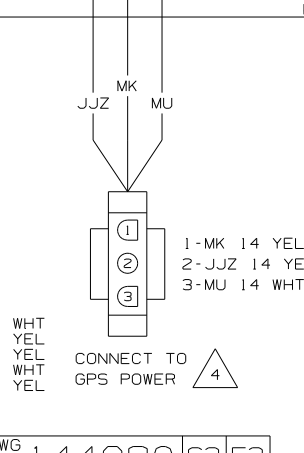 MK
JJZ MU
1
2
3
1-MK 14 YEL
2-JJZ 14 YE
3-MU 14 WHT
WHT
YEL
YEL
WHT
YEL
CONNECT TO
GPS POWER
4
WG